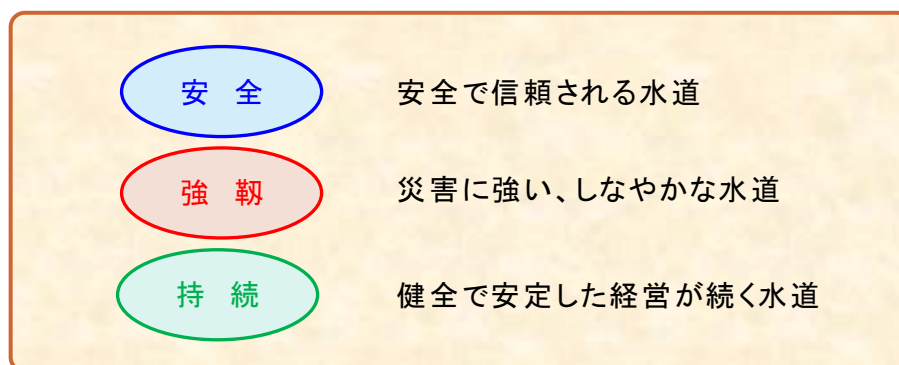 安 全 安全で信頼される水道
強 靱 災害に強い、しなやかな水道
持 続 健全で安定した経営が続く水道